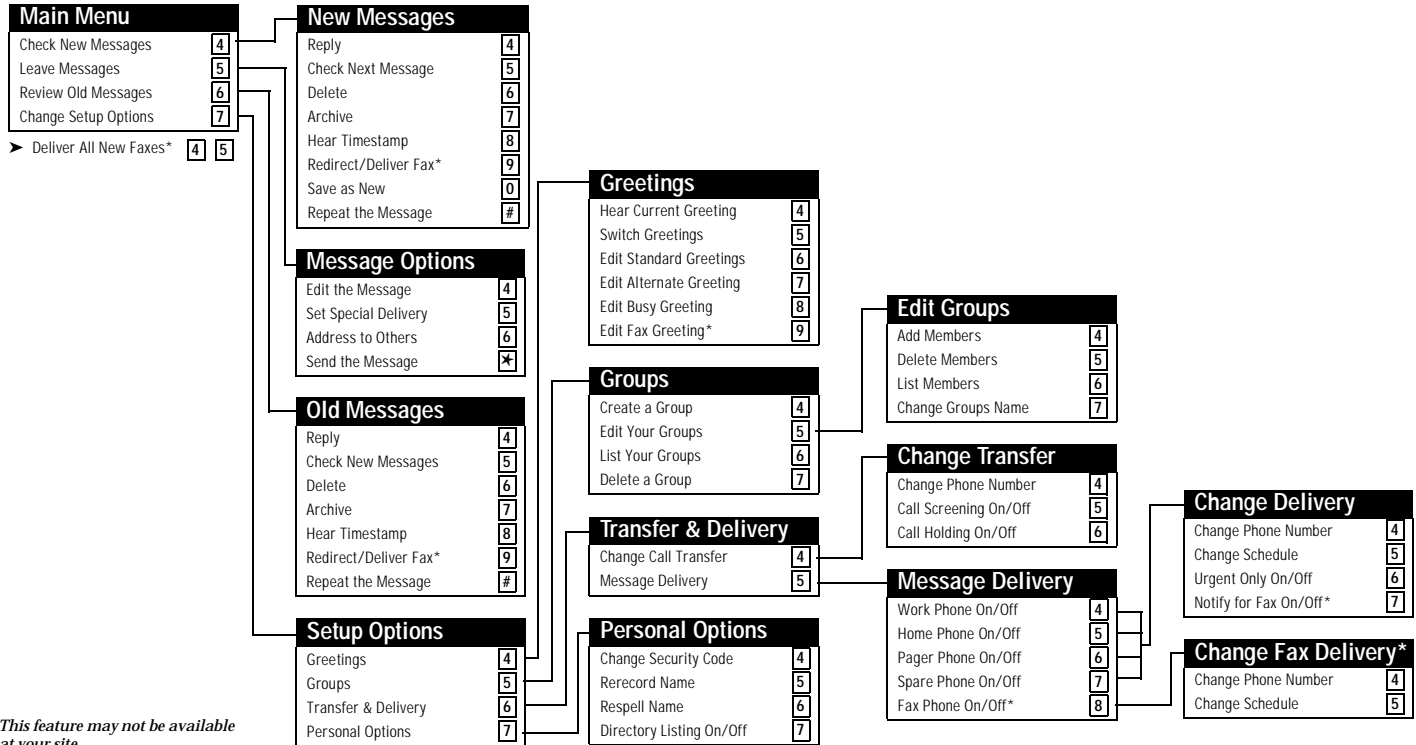 Main Menu
Check New Messages 4
Leave Messages 5
Review Old Messages 6
Change Setup Options 7
➤ Deliver All New Faxes* 4 5
New Messages
Reply 4
Check Next Message 5
Delete 6
Archive 7
Hear Timestamp 8
Redirect/Deliver Fax* 9
Save as New 0
Repeat the Message #
Message Options
Edit the Message 4
Set Special Delivery 5
Address to Others 6
Send the Message *
Old Messages
Reply 4
Check New Messages 5
Delete 6
Archive 7
Hear Timestamp 8
Redirect/Deliver Fax* 9
Repeat the Message #
Setup Options
Greetings 4
Groups 5
Transfer & Delivery 6
Personal Options 7
Greetings
Hear Current Greeting 4
Switch Greetings 5
Edit Standard Greetings 6
Edit Alternate Greeting 7
Edit Busy Greeting 8
Edit Fax Greeting* 9
Groups
Create a Group 4
Edit Your Groups 5
List Your Groups 6
Delete a Group 7
Transfer & Delivery
Change Call Transfer 4
Message Delivery 5
Personal Options
Change Security Code 4
Rerecord Name 5
Respell Name 6
Directory Listing On/Off 7
Edit Groups
Add Members 4
Delete Members 5
List Members 6
Change Groups Name 7
Change Transfer
Change Phone Number 4
Call Screening On/Off 5
Call Holding On/Off 6
Message Delivery
Work Phone On/Off 4
Home Phone On/Off 5
Pager Phone On/Off 6
Spare Phone On/Off 7
Fax Phone On/Off* 8
Change Delivery
Change Phone Number 4
Change Schedule 5
Urgent Only On/Off 6
Notify for Fax On/Off* 7
Change Fax Delivery*
Change Phone Number 4
Change Schedule 5
This feature may not be available
at your site